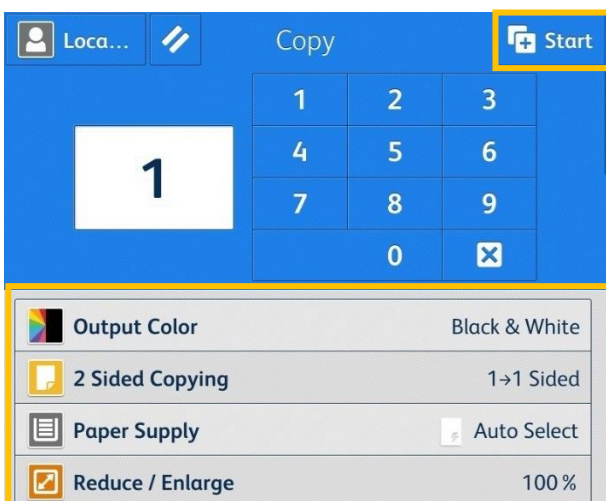 Loca... Copy Start
1 2 3
1
4 5 6
7 8 9
0
Output Color Black & White
2 Sided Copying 1→1 Sided
Paper Supply Auto Select
Reduce / Enlarge 100 %